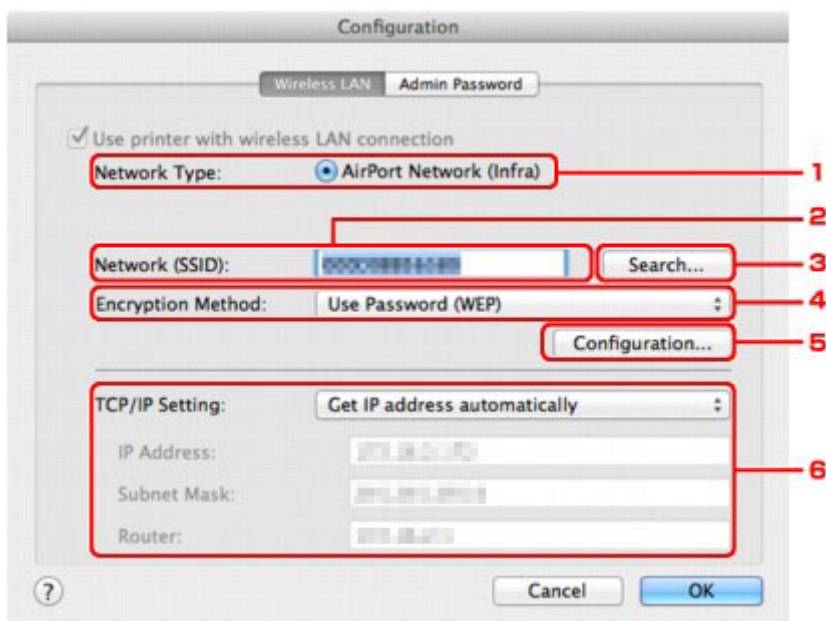 Configuration
Wireless LAN Admin Password
Use printer with wireless LAN connection
Network Type: AirPort Network (Infra) 1
2
Network (SSID): Search... 3
Encryption Method: Use Password (WEP) 4
Configuration... 5
TCP/IP Setting: Get IP address automatically
IP Address:
6
Subnet Mask:
Router:
? Cancel OK